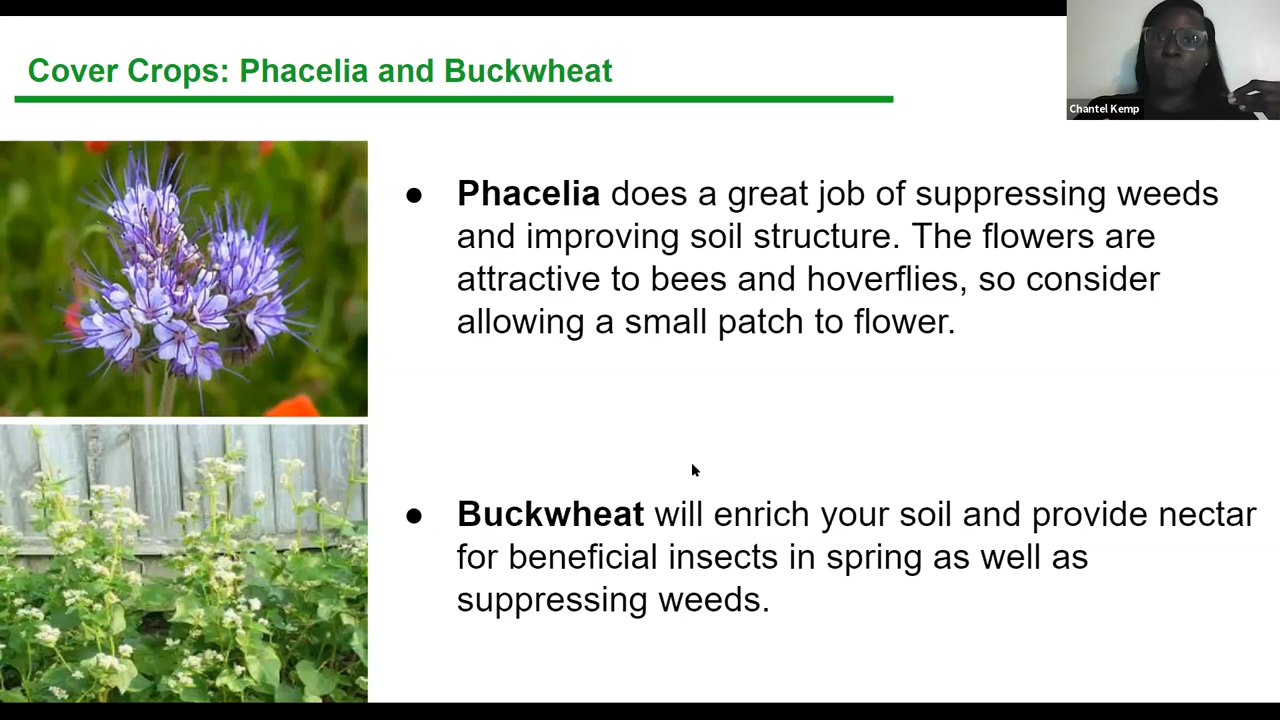 Cover Crops: Phacelia and Buckwheat
Chantel Kemp
● Phacelia does a great job of suppressing weeds
and improving soil structure. The flowers are
attractive to bees and hoverflies, so consider
allowing a small patch to flower.
● Buckwheat will enrich your soil and provide nectar
for beneficial insects in spring as well as
suppressing weeds.